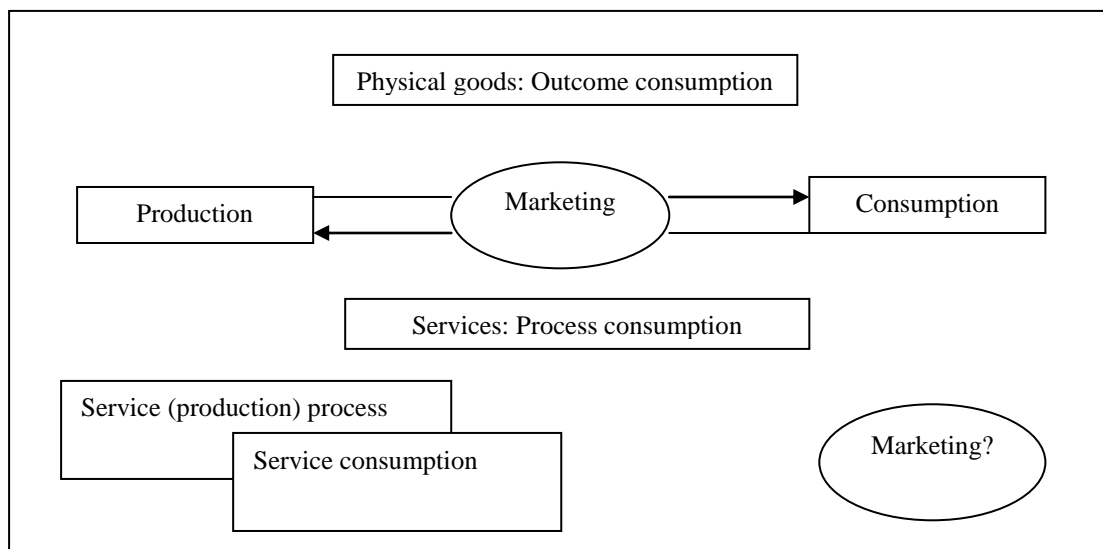 Physical goods: Outcome consumption
Production
Marketing
Consumption
Services: Process consumption
Service (production) process
Service consumption
Marketing?